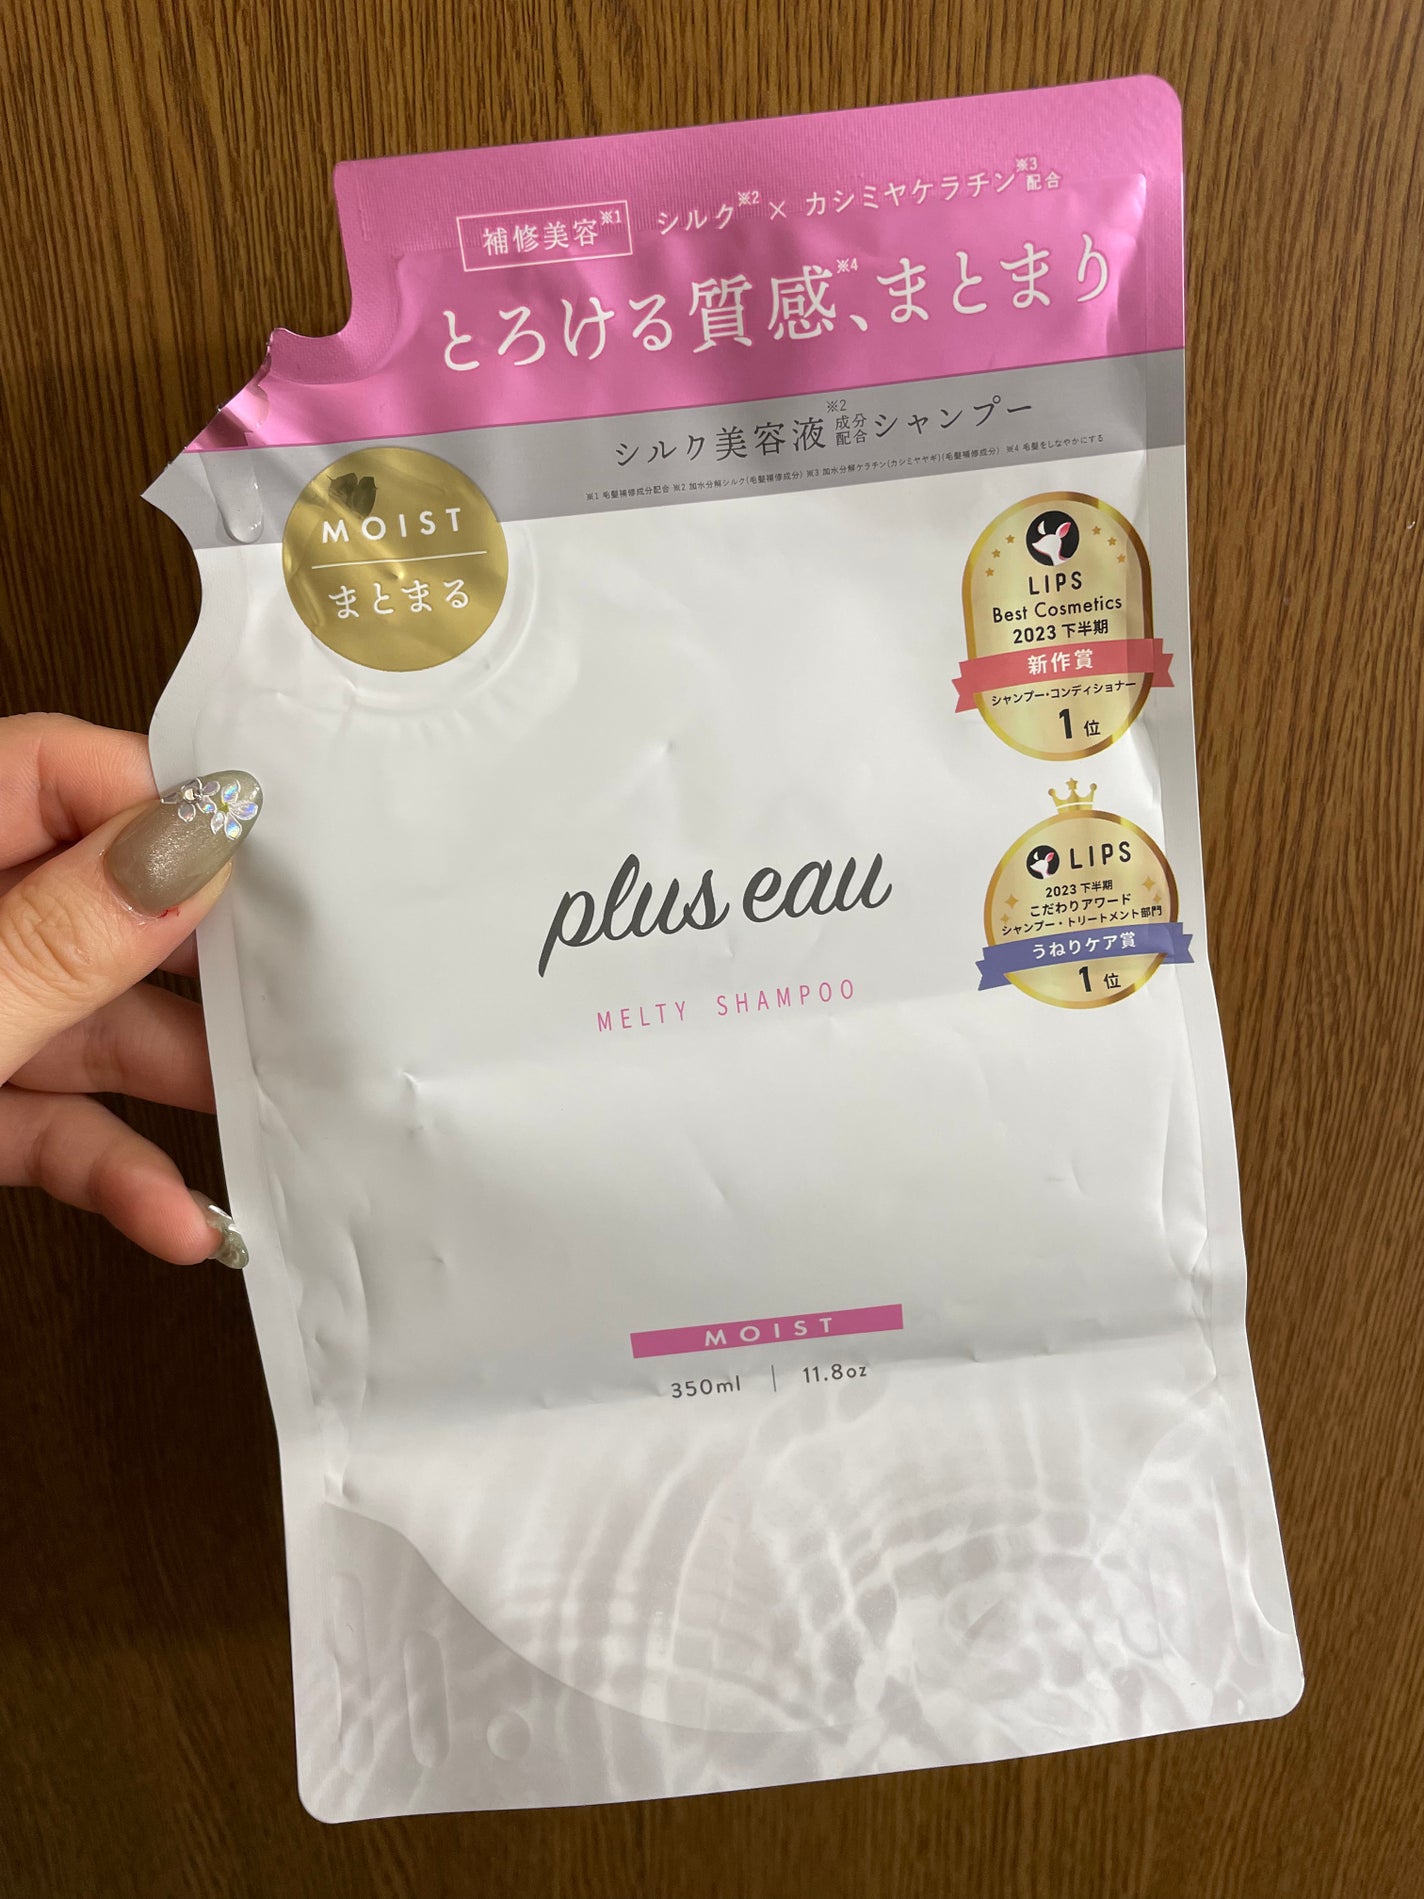 補修美容※1 シルク※2 × カシミヤケラチン※3配合
とろける質感※4、まとまり
シルク美容液※2成分配合シャンプー
※1 毛髪補修成分配合 ※2 加水分解シルク(毛髪補修成分) ※3 加水分解ケラチン(カシミヤヤギ)(毛髪補修成分) ※4 毛髪をしなやかにする
MOIST
まとまる
LIPS
Best Cosmetics
2023 下半期
新作賞
シャンプー・コンディショナー
1位
LIPS
2023 下半期
こだわりアワード
シャンプー・トリートメント部門
うねりケア賞
1位
plus eau
MELTY SHAMPOO
MOIST
350ml | 11.8oz